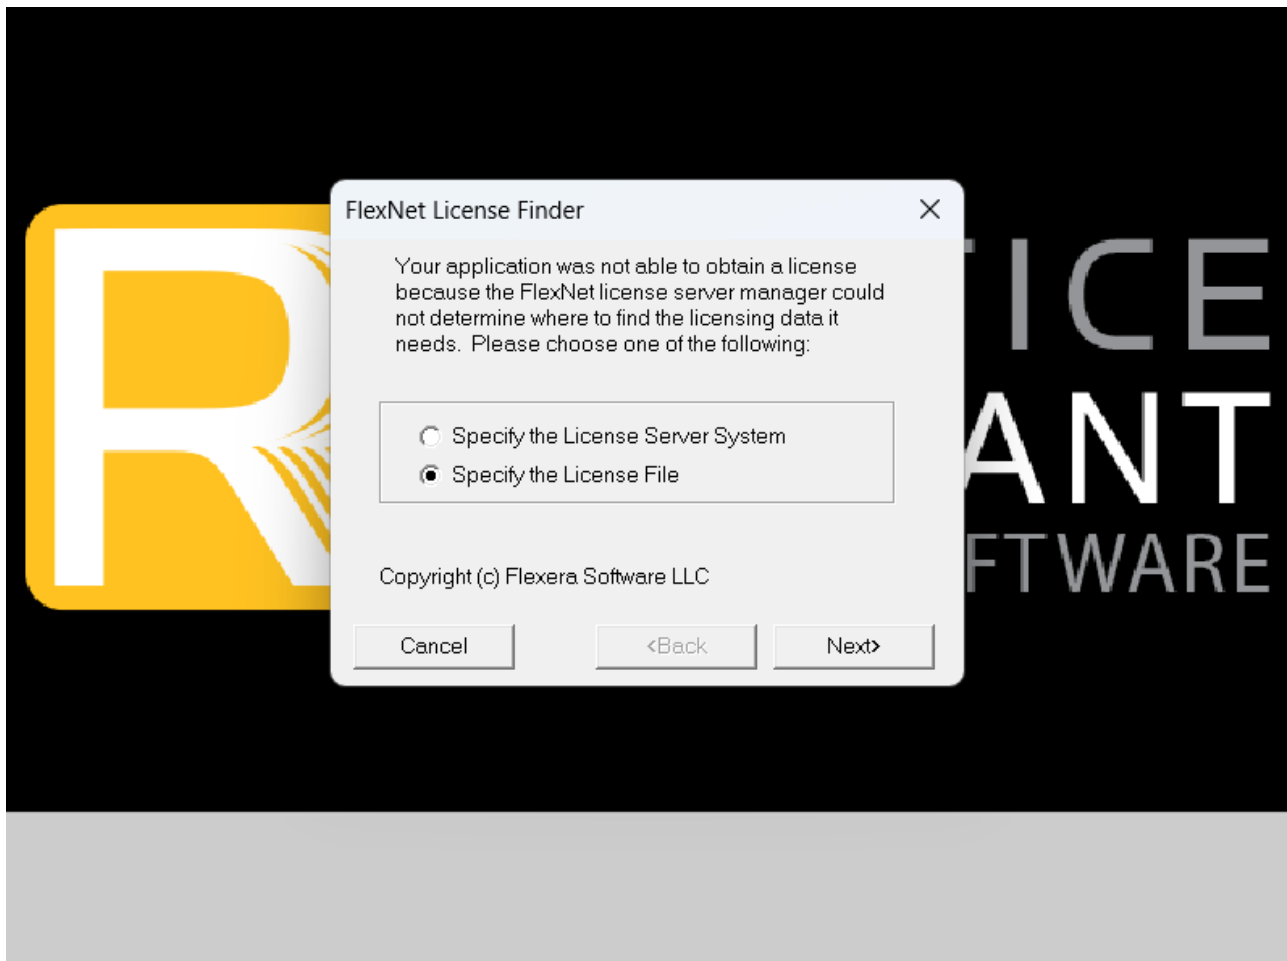 FlexNet License Finder
Your application was not able to obtain a license
because the FlexNet license server manager could
not determine where to find the licensing data it
needs. Please choose one of the following:
Specify the License Server System
Specify the License File
Copyright (c) Flexera Software LLC
Cancel
<Back
Next>
R
ICE
ANT
FTWARE